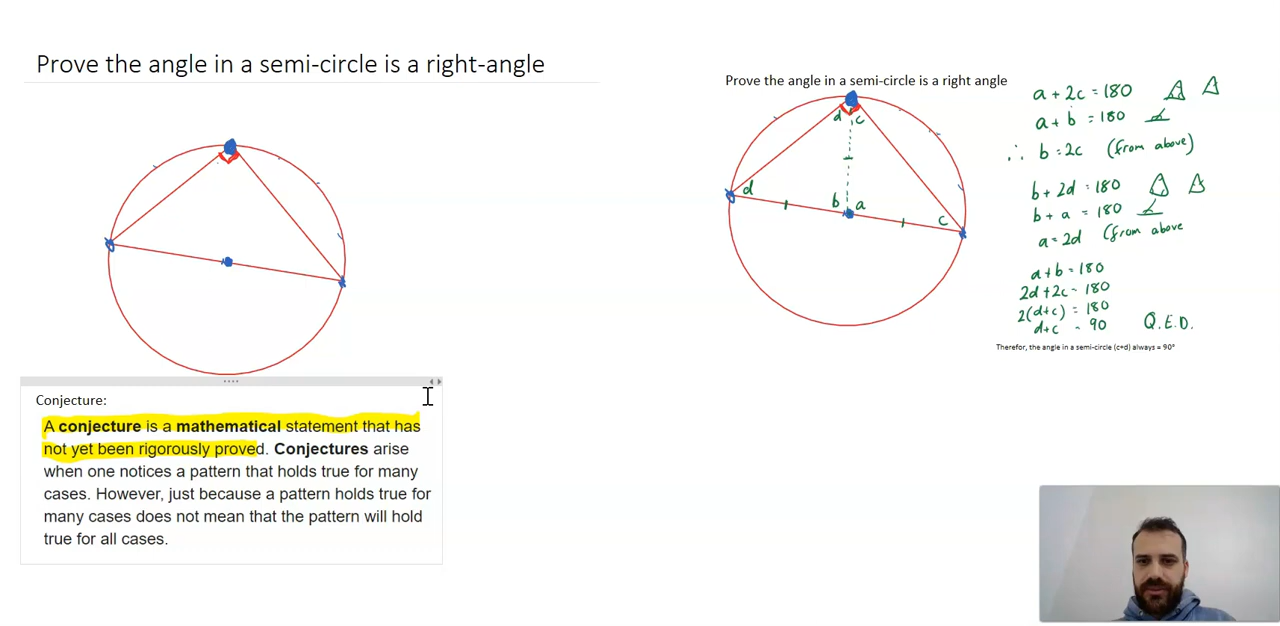 Prove the angle in a semi-circle is a right-angle
Conjecture:
A conjecture is a mathematical statement that has
not yet been rigorously proved. Conjectures arise
when one notices a pattern that holds true for many
cases. However, just because a pattern holds true for
many cases does not mean that the pattern will hold
true for all cases.
Prove the angle in a semi-circle is a right angle
d c
d
b a
c
a + 2c = 180
a + b = 180
∴ b = 2c (from above)
b + 2d = 180
b + a = 180
a = 2d (from above
a + b = 180
2d + 2c = 180
2(d+c) = 180
d+c = 90 Q.E.D.
Therefor, the angle in a semi-circle (c+d) always = 90°